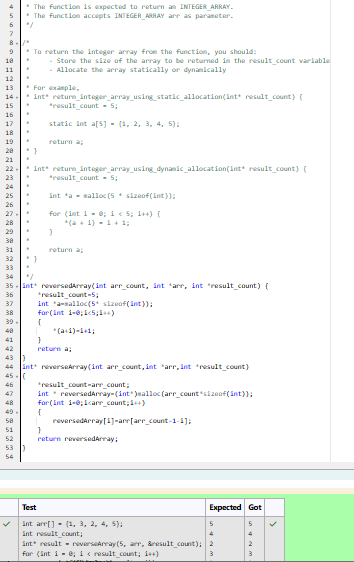 4 * The function is expected to return an INTEGER_ARRAY.
5 * The function accepts INTEGER_ARRAY arr as parameter.
6 */
7
8 /*
9 * To return the integer array from the function, you should:
10 * - Store the size of the array to be returned in the result_count variable
11 * - Allocate the array statically or dynamically
12 *
13 * For example,
14 * int* return_integer_array_using_static_allocation(int* result_count) {
15 * *result_count = 5;
16 *
17 * static int a[5] = {1, 2, 3, 4, 5};
18 *
19 * return a;
20 * }
21 *
22 * int* return_integer_array_using_dynamic_allocation(int* result_count) {
23 * *result_count = 5;
24 *
25 * int *a = malloc(5 * sizeof(int));
26 *
27 * for (int i = 0; i < 5; i++) {
28 * *(a + i) = i + 1;
29 * }
30 *
31 * return a;
32 * }
33 *
34 */
35 int* reversedArray(int arr_count, int *arr, int *result_count) {
36 *result_count=5;
37 int *a=malloc(5* sizeof(int));
38 for(int i=0;i<5;i++)
39 {
40 *(a+i)=i+1;
41 }
42 return a;
43 }
44 int* reverseArray(int arr_count,int *arr,int *result_count)
45 {
46 *result_count=arr_count;
47 int * reversedArray=(int*)malloc(arr_count*sizeof(int));
48 for(int i=0;i<arr_count;i++)
49 {
50 reversedArray[i]=arr[arr_count-1-i];
51 }
52 return reversedArray;
53 }
54
Test Expected Got
int arr[] = {1, 3, 2, 4, 5}; 5 5
int result_count; 4 4
int* result = reverseArray(5, arr, &result_count); 2 2
for (int i = 0; i < result_count; i++) 3 3